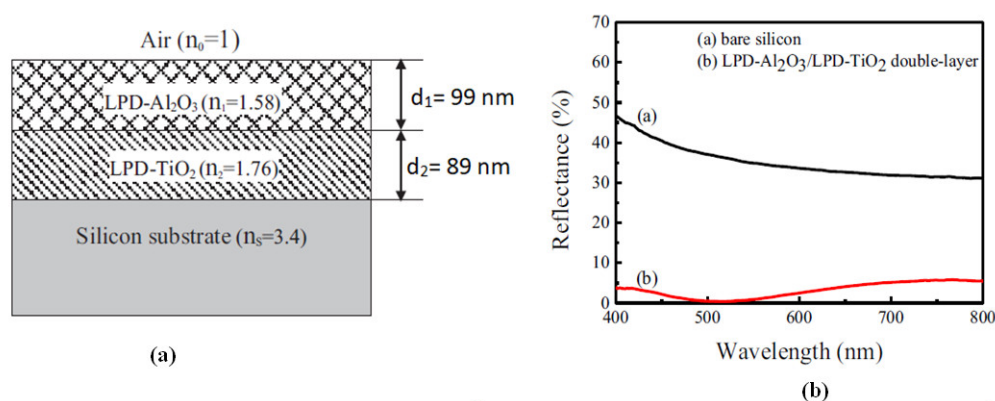 Air (n₀=1)
LPD-Al₂O₃ (n₁=1.58)
d₁= 99 nm
LPD-TiO₂ (n₂=1.76)
d₂= 89 nm
Silicon substrate (nₛ=3.4)
(a)
70
60
50
40
30
20
10
0
Reflectance (%)
(a) bare silicon
(b) LPD-Al₂O₃/LPD-TiO₂ double-layer
(a)
(b)
400 500 600 700 800
Wavelength (nm)
(b)